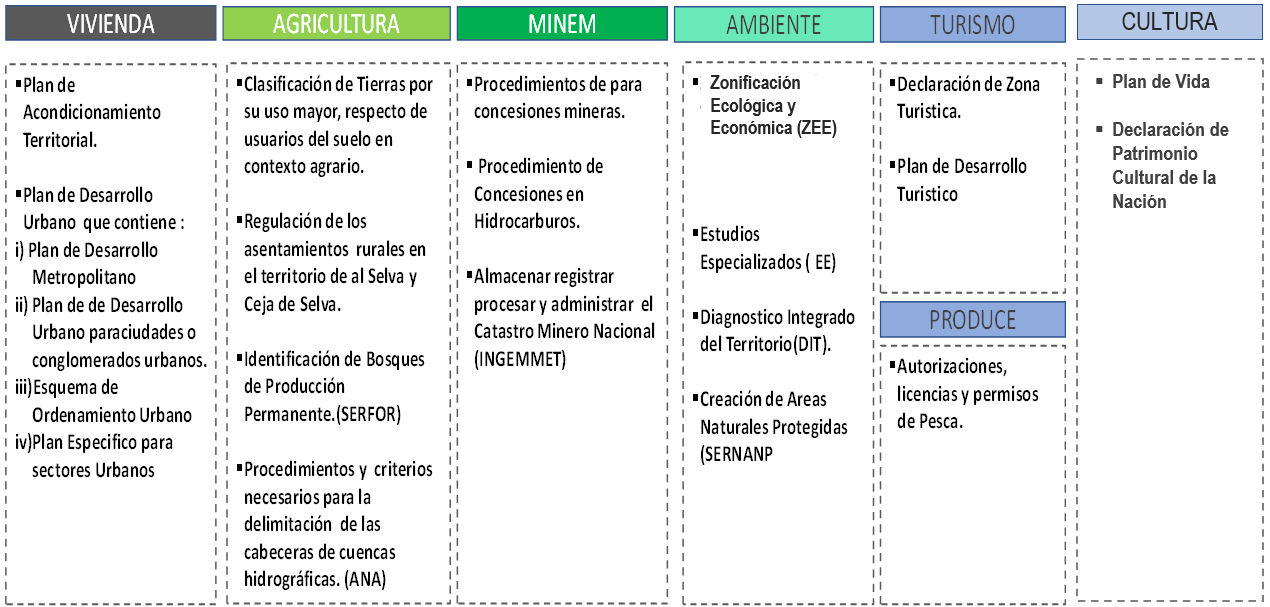 VIVIENDA
▪Plan de
Acondicionamiento
Territorial.
▪Plan de Desarrollo
Urbano que contiene :
i) Plan de Desarrollo
Metropolitano
ii) Plan de de Desarrollo
Urbano paraciudades o
conglomerados urbanos.
iii)Esquema de
Ordenamiento Urbano
iv)Plan Especifico para
sectores Urbanos
AGRICULTURA
▪Clasificación de Tierras por
su uso mayor, respecto de
usuarios del suelo en
contexto agrario.
▪Regulación de los
asentamientos rurales en
el territorio de al Selva y
Ceja de Selva.
▪Identificación de Bosques
de Producción
Permanente.(SERFOR)
▪Procedimientos y criterios
necesarios para la
delimitación de las
cabeceras de cuencas
hidrográficas. (ANA)
MINEM
▪Procedimientos de para
concesiones mineras.
▪ Procedimiento de
Concesiones en
Hidrocarburos.
▪Almacenar registrar
procesar y administrar el
Catastro Minero Nacional
(INGEMMET)
AMBIENTE
▪ Zonificación
Ecológica y
Económica (ZEE)
▪Estudios
Especializados ( EE)
▪Diagnostico Integrado
del Territorio(DIT).
▪Creación de Areas
Naturales Protegidas
(SERNANP
TURISMO
▪Declaración de Zona
Turistica.
▪Plan de Desarrollo
Turistico
PRODUCE
▪Autorizaciones,
licencias y permisos
de Pesca.
CULTURA
▪ Plan de Vida
▪ Declaración de
Patrimonio
Cultural de la
Nación